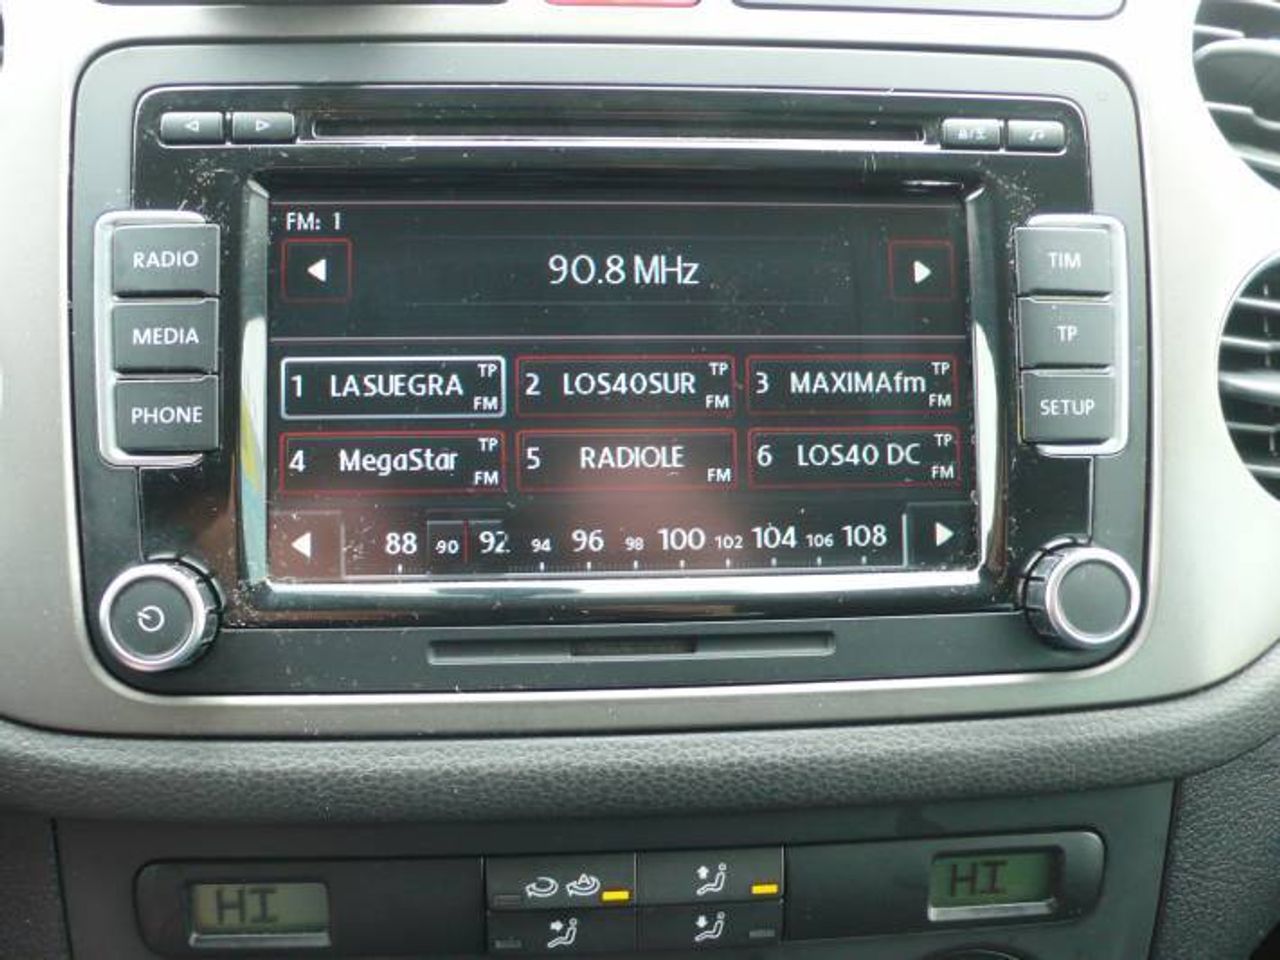 FM: 1
RADIO
90.8 MHz
TIM
MEDIA
TP
PHONE
SETUP
1 LASUEGRA TP FM
2 LOS40SUR TP FM
3 MAXIMAfm TP FM
4 MegaStar TP FM
5 RADIOLE FM
6 LOS40 DC TP FM
88 90 92 94 96 98 100 102 104 106 108
HI
A
HI